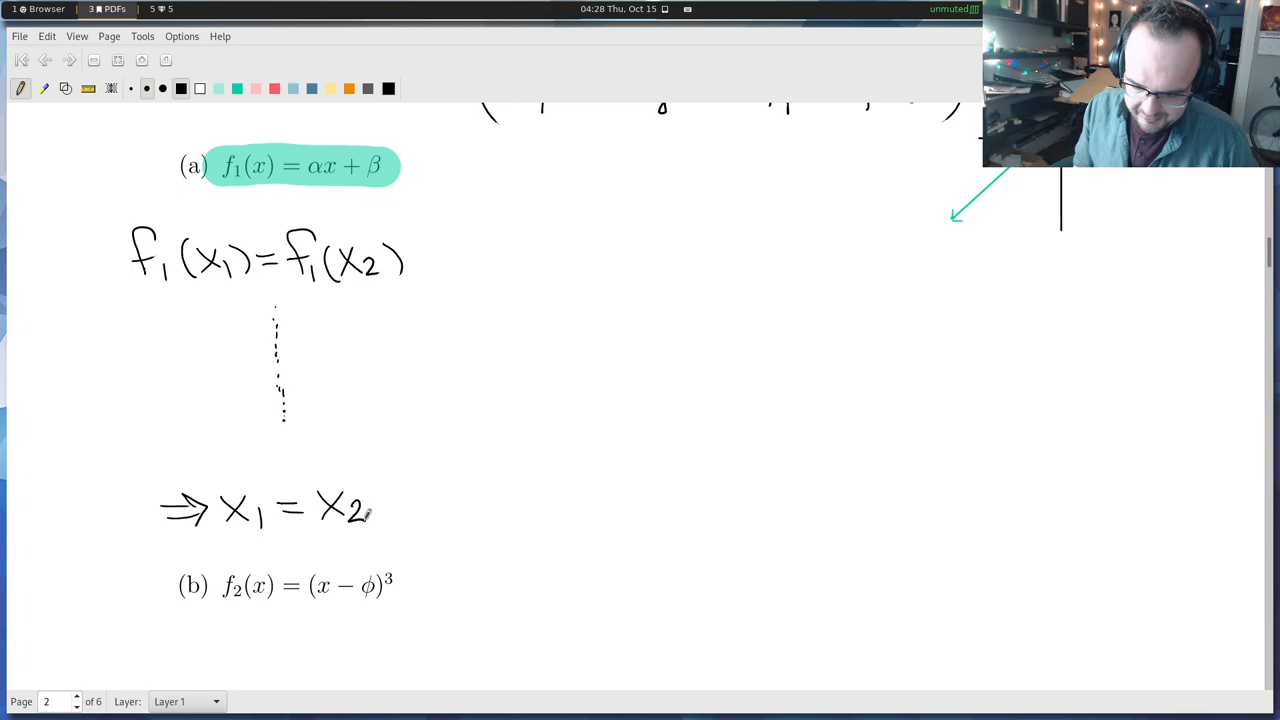 1 Browser 3 PDFs 5 5 04:28 Thu, Oct 15 unmuted
File Edit View Page Tools Options Help
(a) f₁(x) = αx + β
f₁(x₁) = f₁(x₂)
⇒ x₁ = x₂
(b) f₂(x) = (x − ϕ)³
Page 2 of 6 Layer: Layer 1